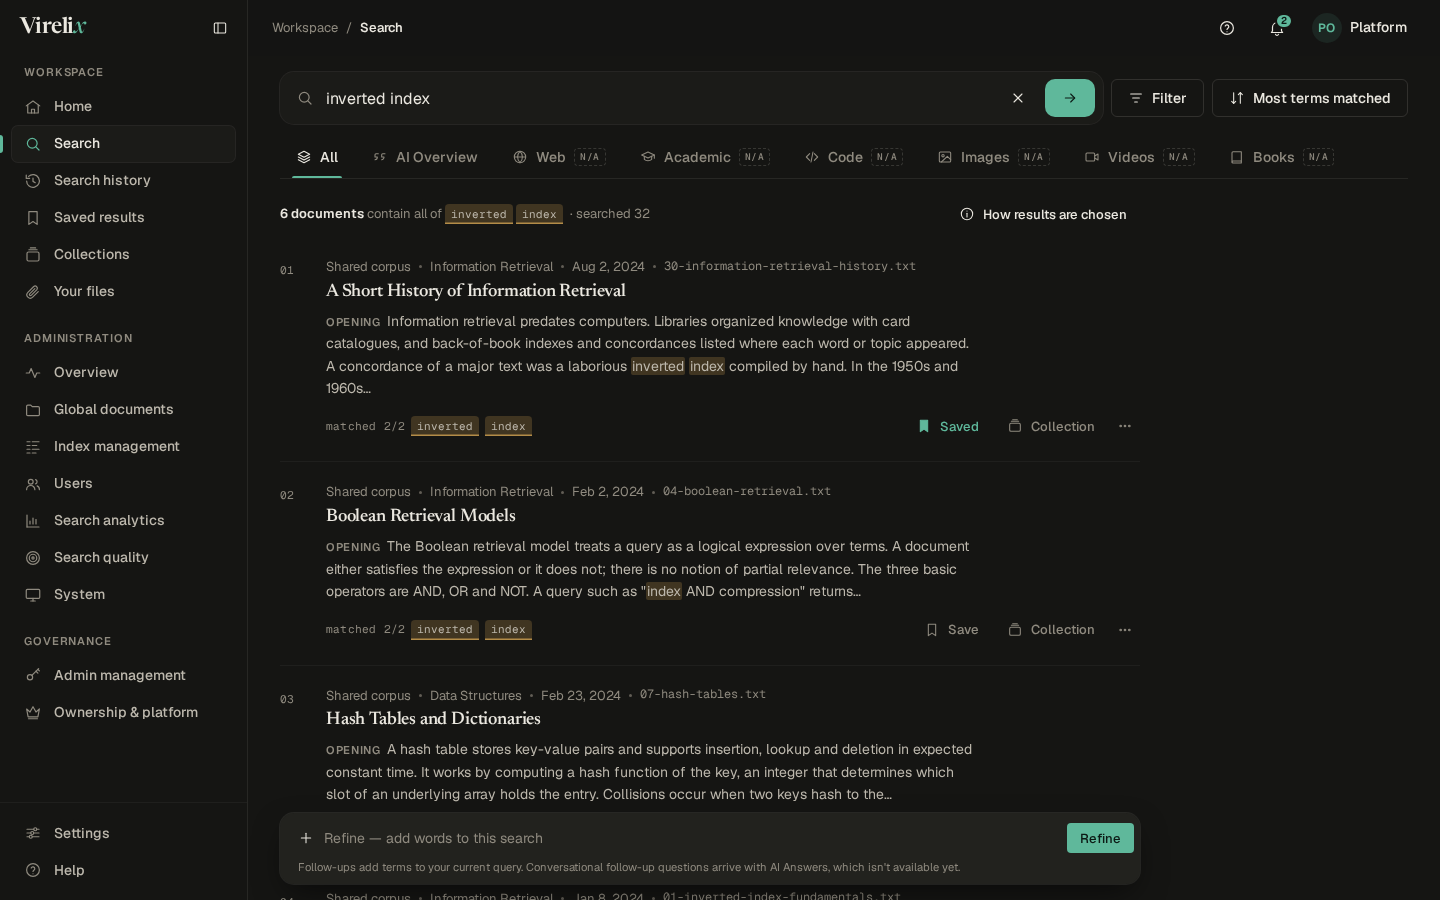 Virelix
Workspace / Search
2
PO Platform
WORKSPACE
Home
Search
Search history
Saved results
Collections
Your files
ADMINISTRATION
Overview
Global documents
Index management
Users
Search analytics
Search quality
System
GOVERNANCE
Admin management
Ownership & platform
Settings
Help
inverted index
Filter
Most terms matched
All
AI Overview
Web N/A
Academic N/A
Code N/A
Images N/A
Videos N/A
Books N/A
6 documents contain all of inverted index · searched 32
How results are chosen
01
Shared corpus • Information Retrieval • Aug 2, 2024 • 30-information-retrieval-history.txt
A Short History of Information Retrieval
OPENING Information retrieval predates computers. Libraries organized knowledge with card
catalogues, and back-of-book indexes and concordances listed where each word or topic appeared.
A concordance of a major text was a laborious inverted index compiled by hand. In the 1950s and
1960s…
matched 2/2 inverted index
Saved
Collection
02
Shared corpus • Information Retrieval • Feb 2, 2024 • 04-boolean-retrieval.txt
Boolean Retrieval Models
OPENING The Boolean retrieval model treats a query as a logical expression over terms. A document
either satisfies the expression or it does not; there is no notion of partial relevance. The three basic
operators are AND, OR and NOT. A query such as "index AND compression" returns…
matched 2/2 inverted index
Save
Collection
03
Shared corpus • Data Structures • Feb 23, 2024 • 07-hash-tables.txt
Hash Tables and Dictionaries
OPENING A hash table stores key-value pairs and supports insertion, lookup and deletion in expected
constant time. It works by computing a hash function of the key, an integer that determines which
slot of an underlying array holds the entry. Collisions occur when two keys hash to the…
Refine — add words to this search
Refine
Follow-ups add terms to your current query. Conversational follow-up questions arrive with AI Answers, which isn't available yet.
04
Shared corpus • Information Retrieval • Jan 8, 2024 • 01-inverted-index-fundamentals.txt